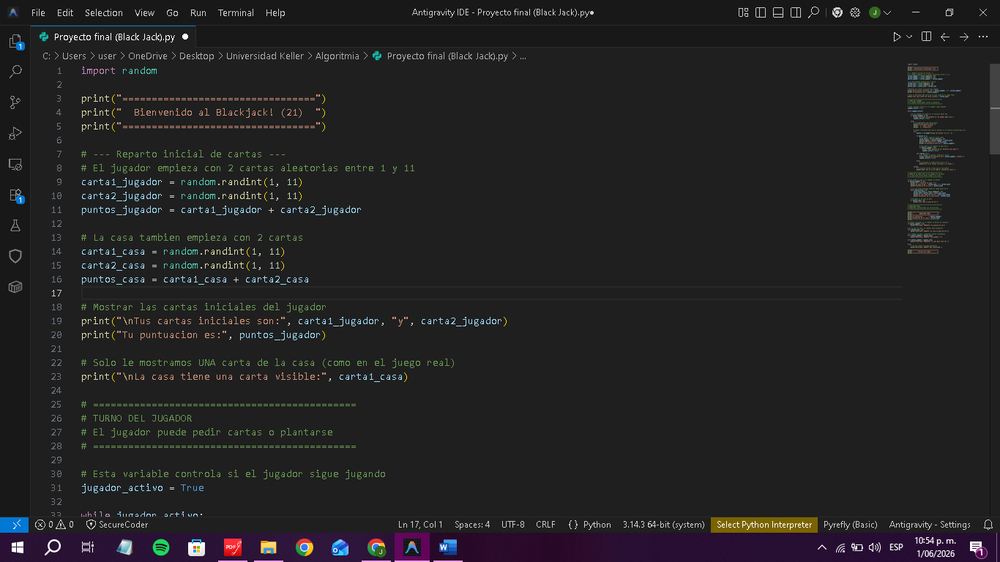 File Edit Selection View Go Run Terminal Help
Antigravity IDE - Proyecto final (Black Jack).py●
J
Proyecto final (Black Jack).py
C: > Users > user > OneDrive > Desktop > Universidad Keller > Algoritmia > Proyecto final (Black Jack).py > ...
1 import random
2
3 print("=================================")
4 print("  Bienvenido al Blackjack! (21)  ")
5 print("=================================")
6
7 # --- Reparto inicial de cartas ---
8 # El jugador empieza con 2 cartas aleatorias entre 1 y 11
9 carta1_jugador = random.randint(1, 11)
10 carta2_jugador = random.randint(1, 11)
11 puntos_jugador = carta1_jugador + carta2_jugador
12
13 # La casa tambien empieza con 2 cartas
14 carta1_casa = random.randint(1, 11)
15 carta2_casa = random.randint(1, 11)
16 puntos_casa = carta1_casa + carta2_casa
17
18 # Mostrar las cartas iniciales del jugador
19 print("\nTus cartas iniciales son:", carta1_jugador, "y", carta2_jugador)
20 print("Tu puntuacion es:", puntos_jugador)
21
22 # Solo le mostramos UNA carta de la casa (como en el juego real)
23 print("\nLa casa tiene una carta visible:", carta1_casa)
24
25 # =============================================
26 # TURNO DEL JUGADOR
27 # El jugador puede pedir cartas o plantarse
28 # =============================================
29
30 # Esta variable controla si el jugador sigue jugando
31 jugador_activo = True
32
33 while jugador_activo:
1
1
0 0 SecureCoder
Ln 17, Col 1 Spaces: 4 UTF-8 CRLF {} Python 3.14.3 64-bit (system) Select Python Interpreter Pyrefly (Basic) Antigravity - Settings
PDF
J
W
ESP
10:54 p. m.
1/06/2026
1